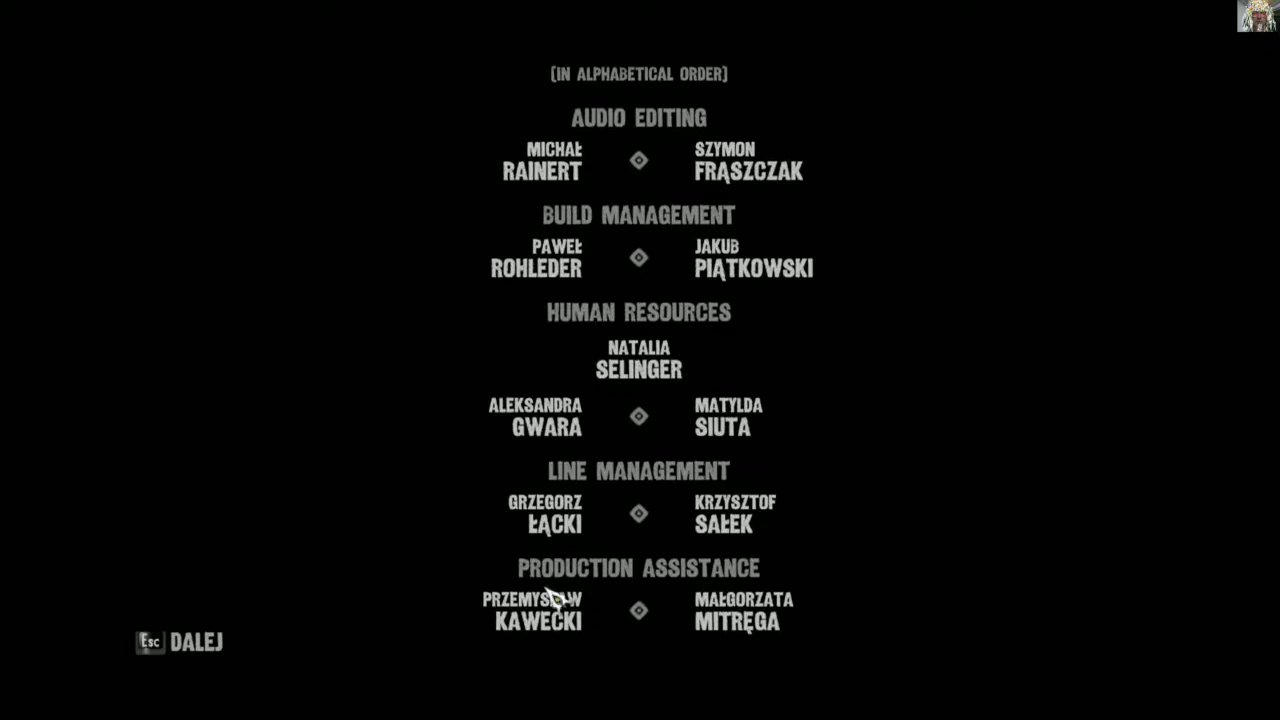 (IN ALPHABETICAL ORDER)
AUDIO EDITING
MICHAŁ
RAINERT
SZYMON
FRĄSZCZAK
BUILD MANAGEMENT
PAWEŁ
ROHLEDER
JAKUB
PIĄTKOWSKI
HUMAN RESOURCES
NATALIA
SELINGER
ALEKSANDRA
GWARA
MATYLDA
SIUTA
LINE MANAGEMENT
GRZEGORZ
ŁĄCKI
KRZYSZTOF
SAŁEK
PRODUCTION ASSISTANCE
PRZEMYSŁAW
KAWECKI
MAŁGORZATA
MITRĘGA
Esc DALEJ